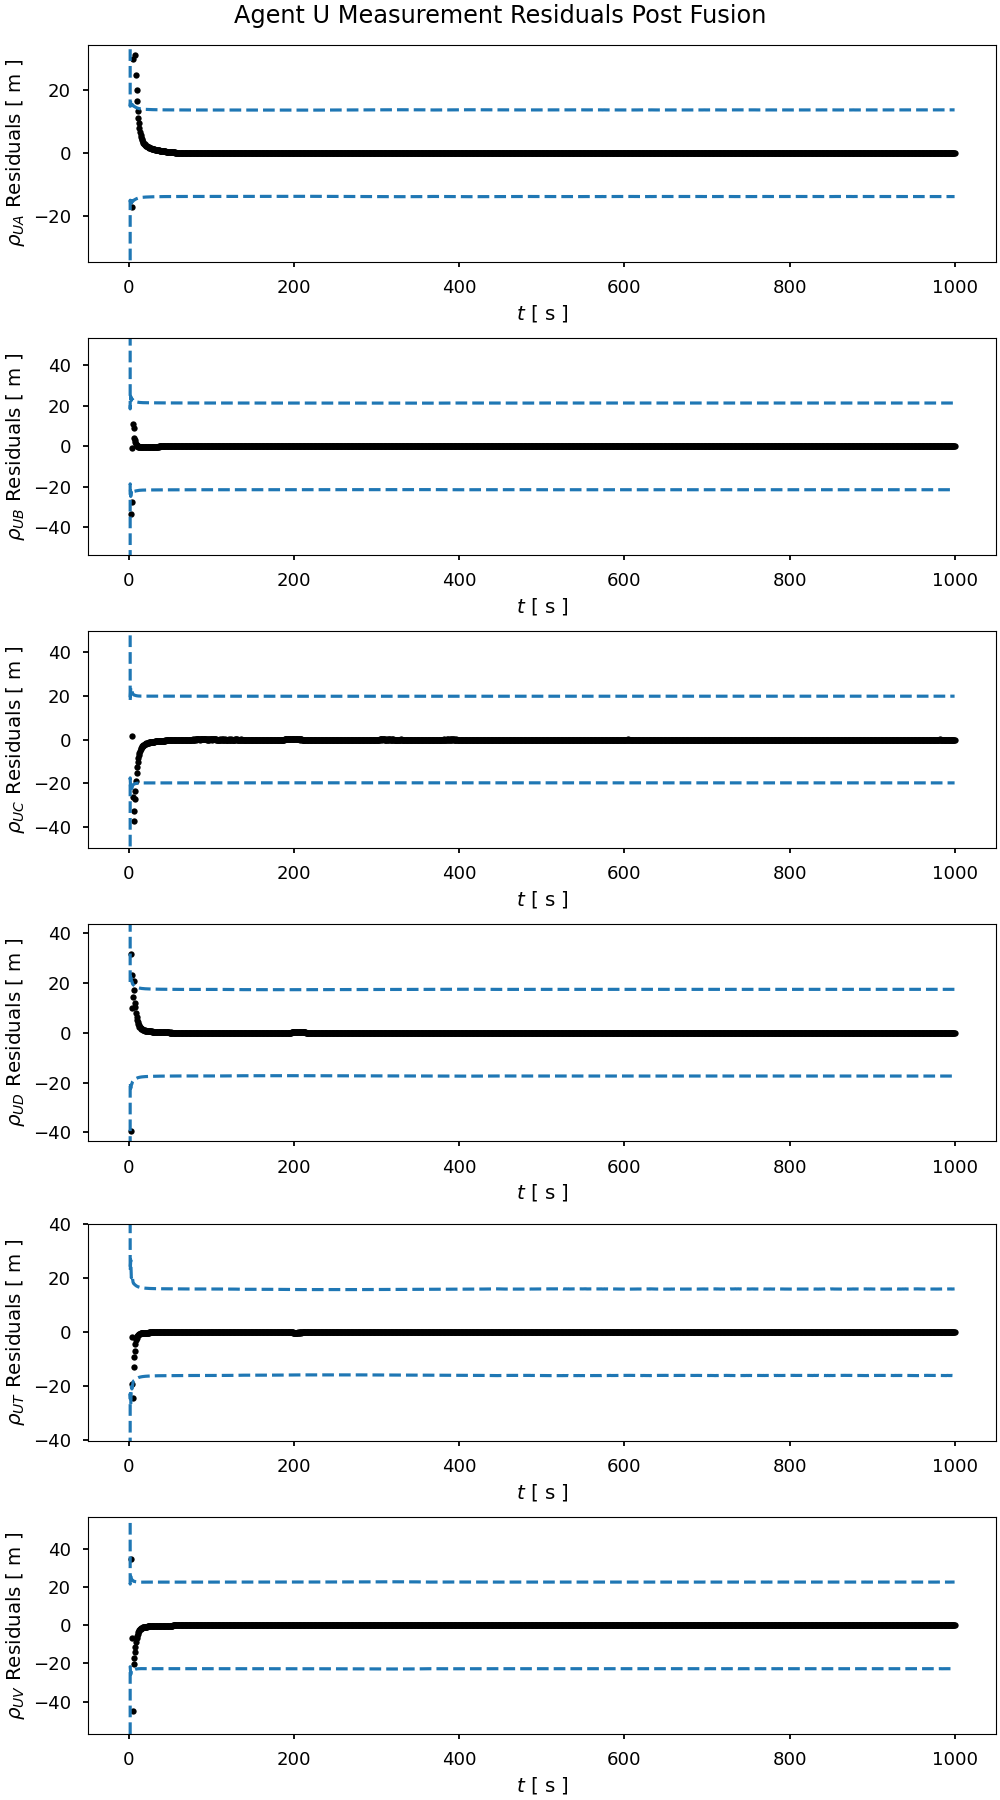 Agent U Measurement Residuals Post Fusion
ρUA Residuals [ m ]
20
0
−20
0 200 400 600 800 1000
t [ s ]
ρUB Residuals [ m ]
40
20
0
−20
−40
0 200 400 600 800 1000
t [ s ]
ρUC Residuals [ m ]
40
20
0
−20
−40
0 200 400 600 800 1000
t [ s ]
ρUD Residuals [ m ]
40
20
0
−20
−40
0 200 400 600 800 1000
t [ s ]
ρUT Residuals [ m ]
40
20
0
−20
−40
0 200 400 600 800 1000
t [ s ]
ρUV Residuals [ m ]
40
20
0
−20
−40
0 200 400 600 800 1000
t [ s ]